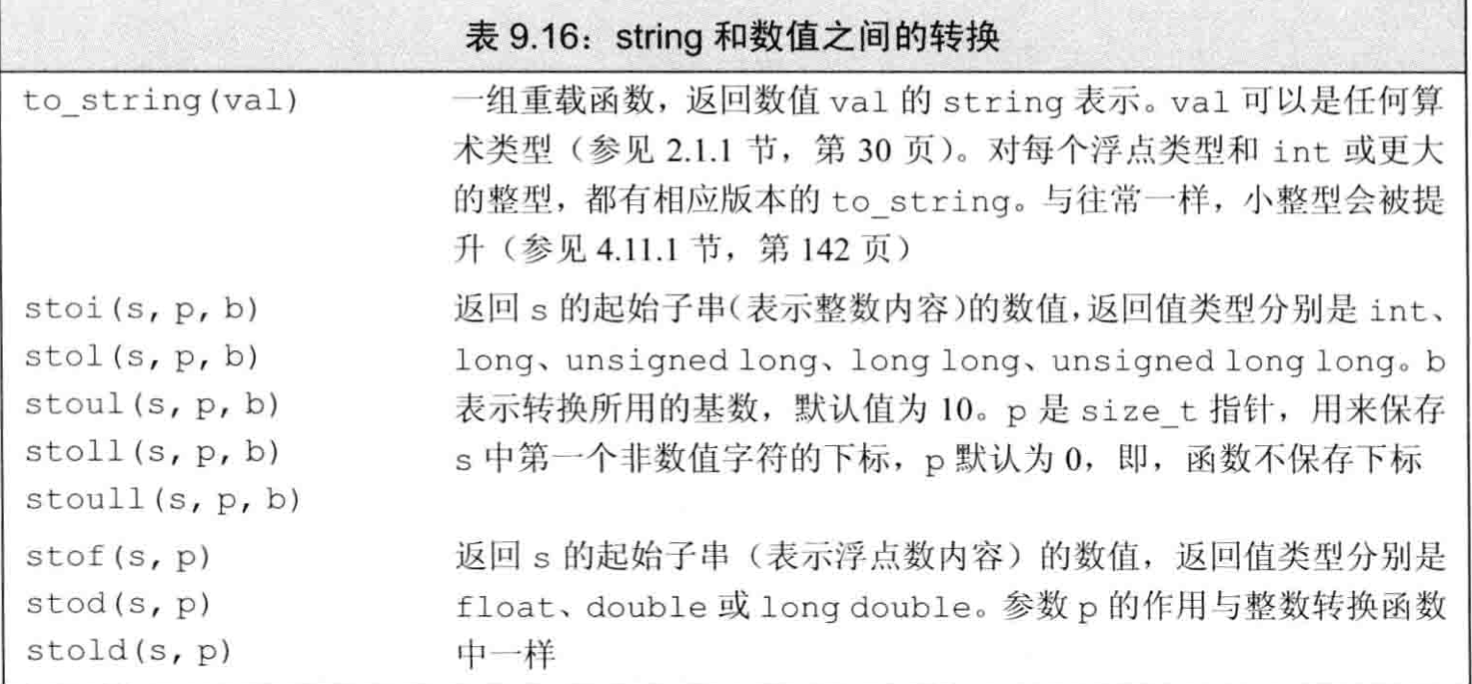 表 9.16：string 和数值之间的转换
to_string(val) 一组重载函数，返回数值 val 的 string 表示。val 可以是任何算
术类型（参见 2.1.1 节，第 30 页）。对每个浮点类型和 int 或更大
的整型，都有相应版本的 to_string。与往常一样，小整型会被提
升（参见 4.11.1 节，第 142 页）
stoi(s, p, b) 返回 s 的起始子串（表示整数内容）的数值，返回值类型分别是 int、
stol(s, p, b) long、unsigned long、long long、unsigned long long。b
stoul(s, p, b) 表示转换所用的基数，默认值为 10。p 是 size_t 指针，用来保存
stoll(s, p, b) s 中第一个非数值字符的下标，p 默认为 0，即，函数不保存下标
stoull(s, p, b)
stof(s, p) 返回 s 的起始子串（表示浮点数内容）的数值，返回值类型分别是
stod(s, p) float、double 或 long double。参数 p 的作用与整数转换函数
stold(s, p) 中一样